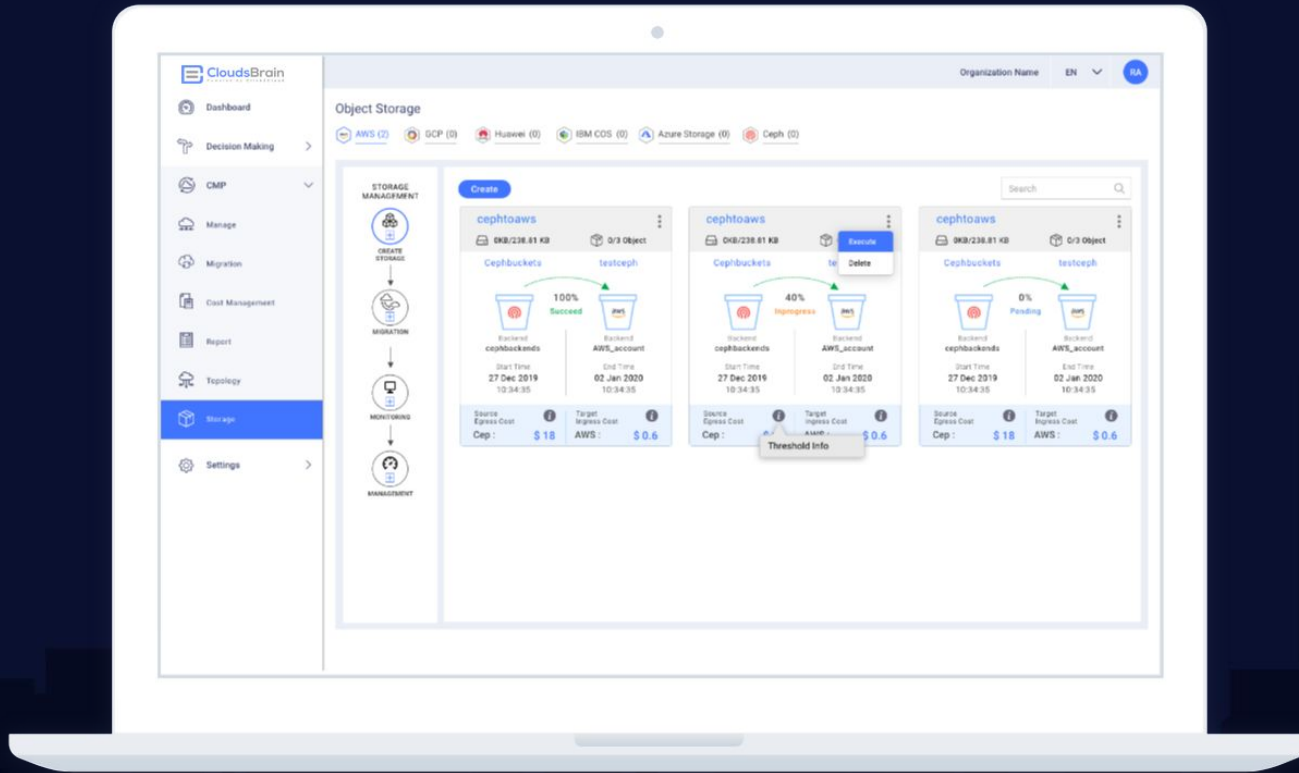 CloudsBrain
Organization Name EN RA
Dashboard
Decision Making
CMP
Manage
Migration
Cost Management
Report
Topology
Storage
Settings
Object Storage
AWS (2) GCP (0) Huawei (0) IBM COS (0) Azure Storage (0) Ceph (0)
STORAGE
MANAGEMENT
CREATE
STORAGE
MIGRATION
MONITORING
MANAGEMENT
Create
Search
cephtoaws
0KB/238.81 KB 0/3 Object
Cephbuckets testceph
100%
Succeed
aws
Backend Backend
cephbackends AWS_account
Start Time End Time
27 Dec 2019 02 Jan 2020
10:34:35 10:34:35
Source Target
Egress Cost Ingress Cost
Cep : $ 18 AWS : $ 0.6
cephtoaws
0KB/238.81 KB
Execute
Delete
Cephbuckets te
40%
Inprogress
aws
Backend Backend
cephbackends AWS_account
Start Time End Time
27 Dec 2019 02 Jan 2020
10:34:35 10:34:35
Source Target
Egress Cost Ingress Cost
Cep : $ AWS : $ 0.6
Threshold Info
cephtoaws
0KB/238.81 KB 0/3 Object
Cephbuckets testceph
0%
Pending
aws
Backend Backend
cephbackends AWS_account
Start Time End Time
27 Dec 2019 02 Jan 2020
10:34:35 10:34:35
Source Target
Egress Cost Ingress Cost
Cep : $ 18 AWS : $ 0.6